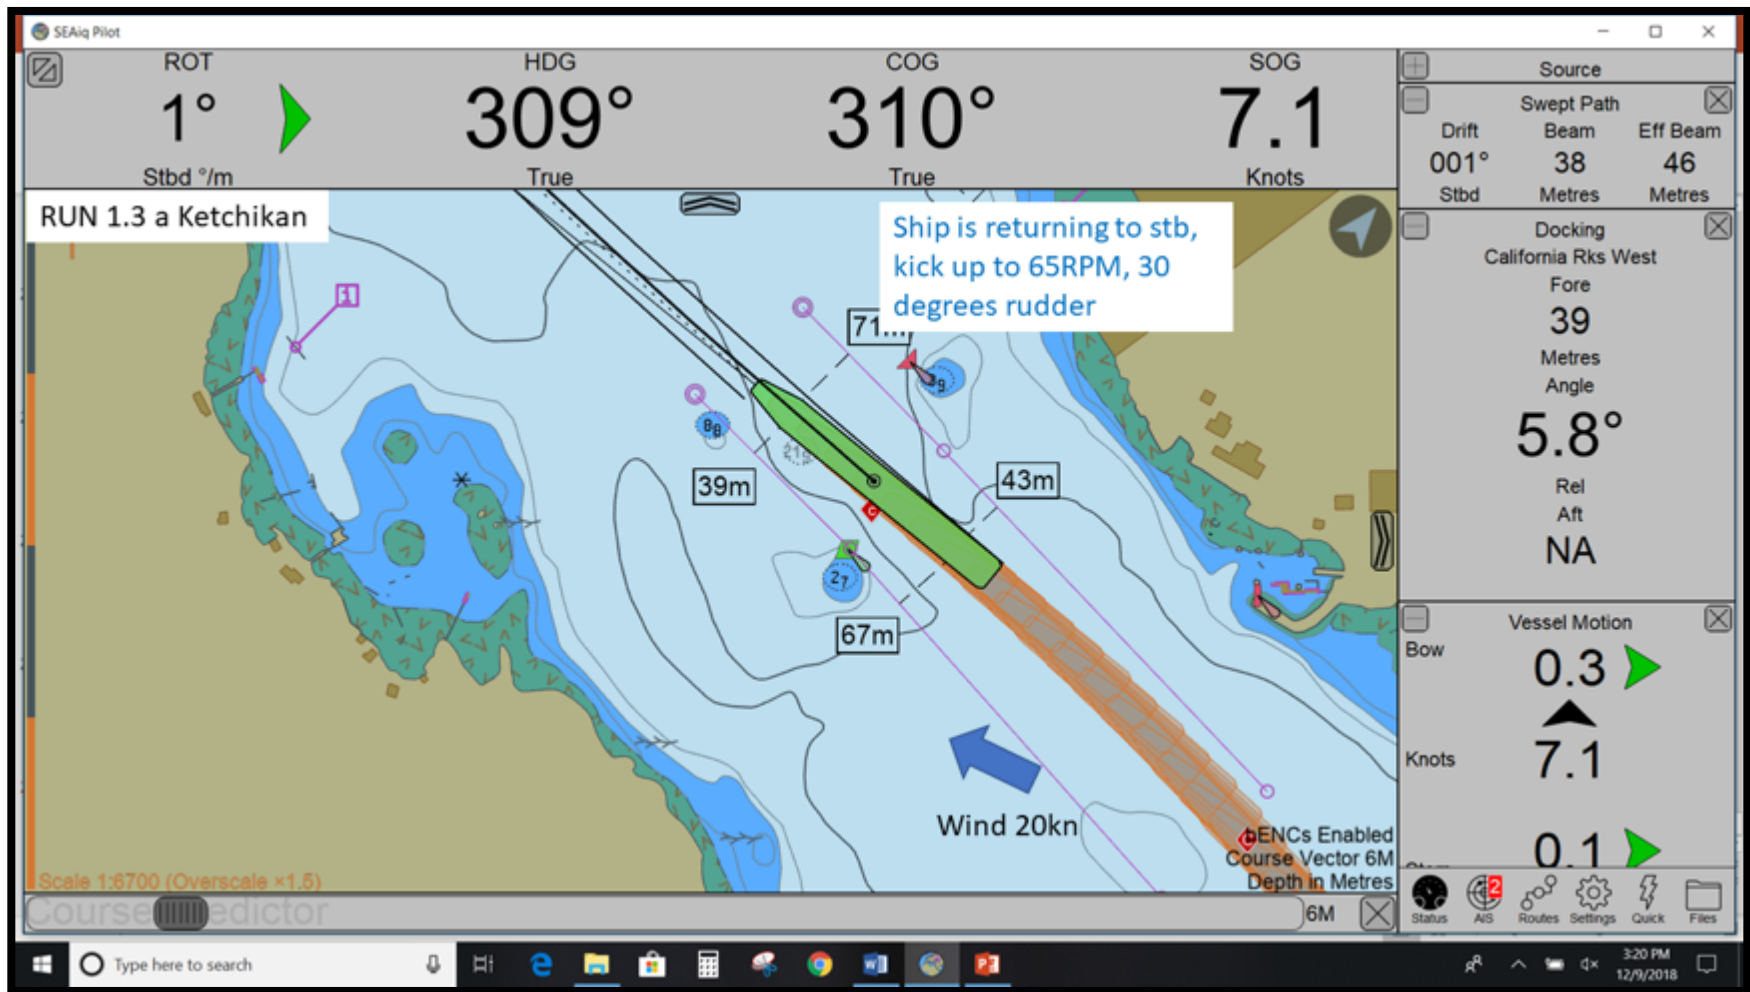 SEAiq Pilot
ROT
HDG
COG
SOG
1°
309°
310°
7.1
Stbd °/m
True
True
Knots
Source
Swept Path
Drift
Beam
Eff Beam
001°
38
46
Stbd
Metres
Metres
Docking
California Rks West
Fore
39
Metres
Angle
5.8°
Rel
Aft
NA
Vessel Motion
Bow
0.3
Knots
7.1
0.1
RUN 1.3 a Ketchikan
Ship is returning to stb,
kick up to 65RPM, 30
degrees rudder
1
39m
43m
67m
C
27
Wind 20kn
bENCs Enabled
Course Vector 6M
Depth in Metres
Scale 1:6700 (Overscale ×1.5)
6M
2
Status
AIS
Routes
Settings
Quick
Files
Type here to search
3:20 PM
12/9/2018